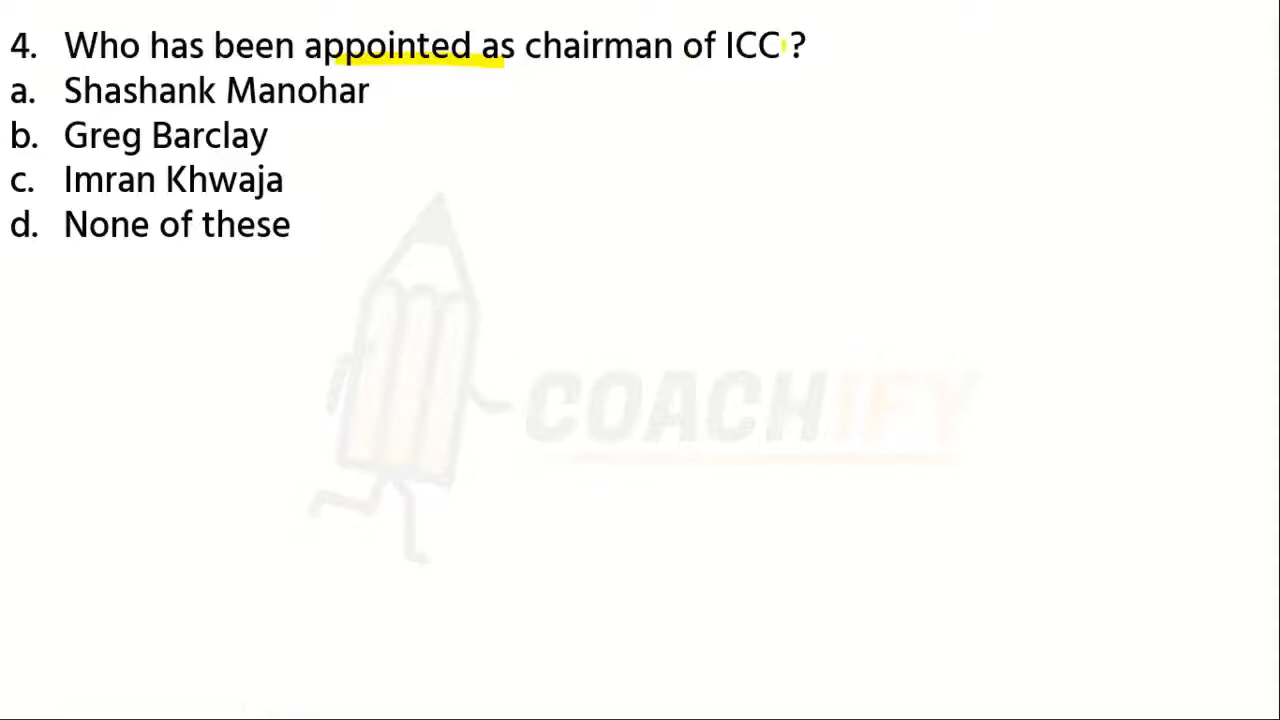 4. Who has been appointed as chairman of ICC ?
a. Shashank Manohar
b. Greg Barclay
c. Imran Khwaja
d. None of these
COACHIFY